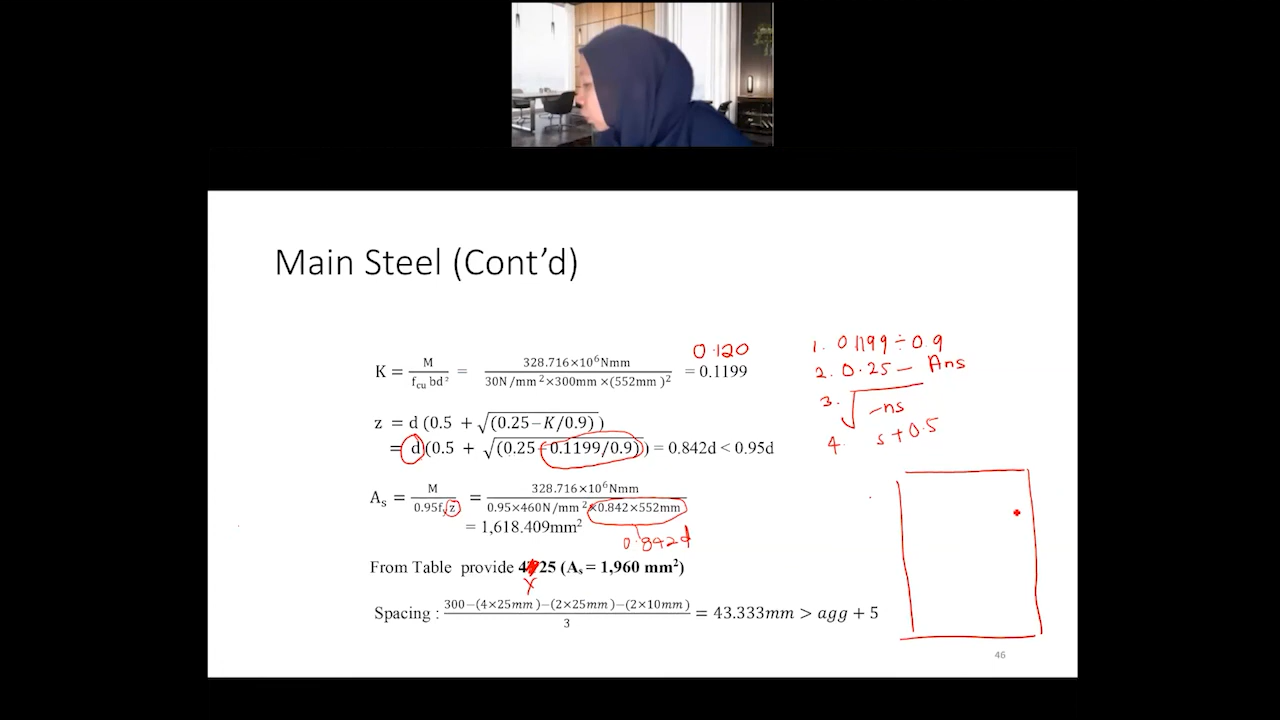 Main Steel (Cont'd)
0.120
K = M / f_cu bd² = 328.716×10⁶Nmm / 30N/mm²×300mm×(552mm)² = 0.1199
z = d (0.5 + √(0.25−K/0.9) )
= d (0.5 + √(0.25−0.1199/0.9) ) = 0.842d < 0.95d
A_s = M / 0.95f_y z = 328.716×10⁶Nmm / 0.95×460N/mm²×0.842×552mm
= 1,618.409mm²
0.842d
From Table provide 4 25 (A_s = 1,960 mm²)
Y
Spacing : 300−(4×25mm)−(2×25mm)−(2×10mm) / 3 = 43.333mm > agg + 5
1. 0.1199 ÷ 0.9
2. 0.25 − Ans
3. √ ns
4. s + 0.5
46